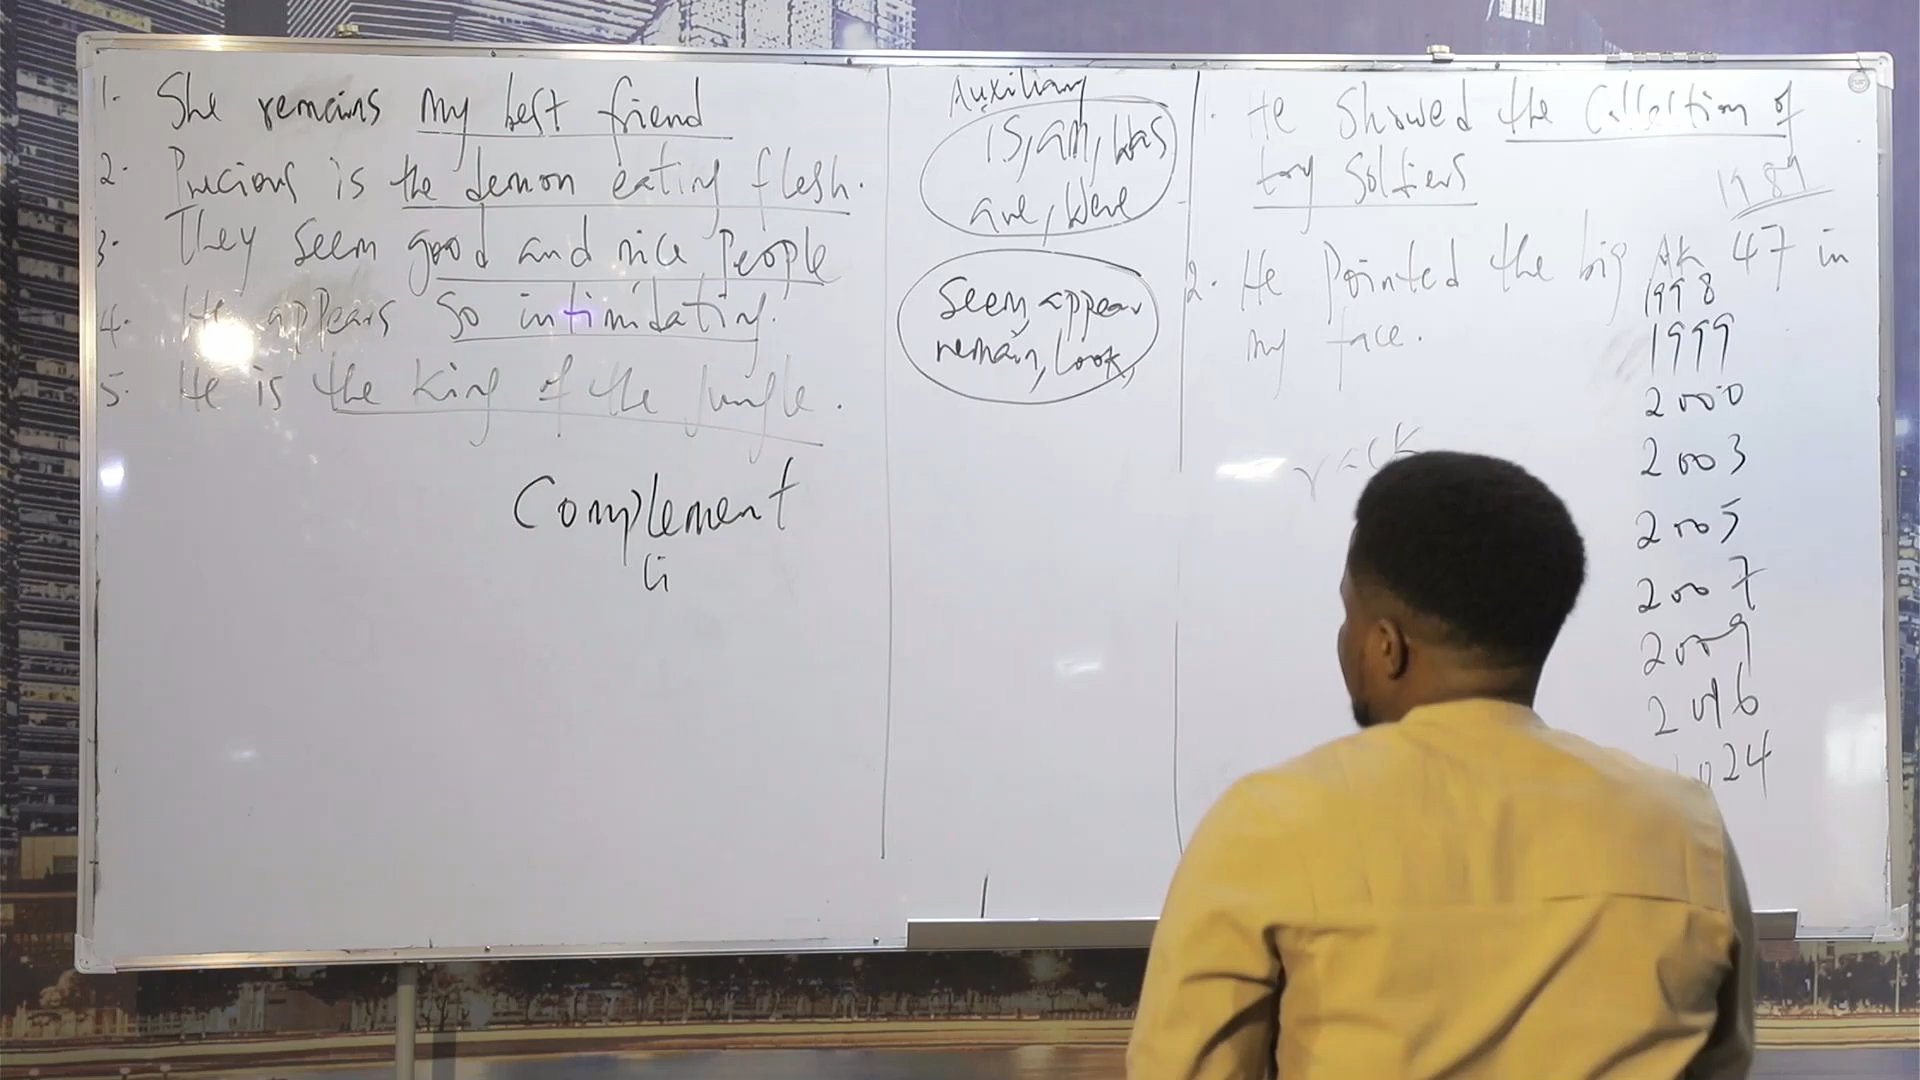 1. She remains my best friend
2. Precious is the demon eating flesh.
3. They seem good and nice people
4. He appears so intimidating.
5. He is the king of the jungle.
Complement
Auxiliary
is, am, was
are, were
seem, appear
remain, look,
1. He showed the collection of
toy soldiers
1989
2. He pointed the big AK 47 in
my face.
1998
1999
2000
2003
2005
2007
2009
2016